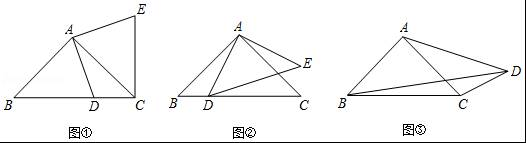 A E B D C
A E B D C
A D B C
图① 图② 图③